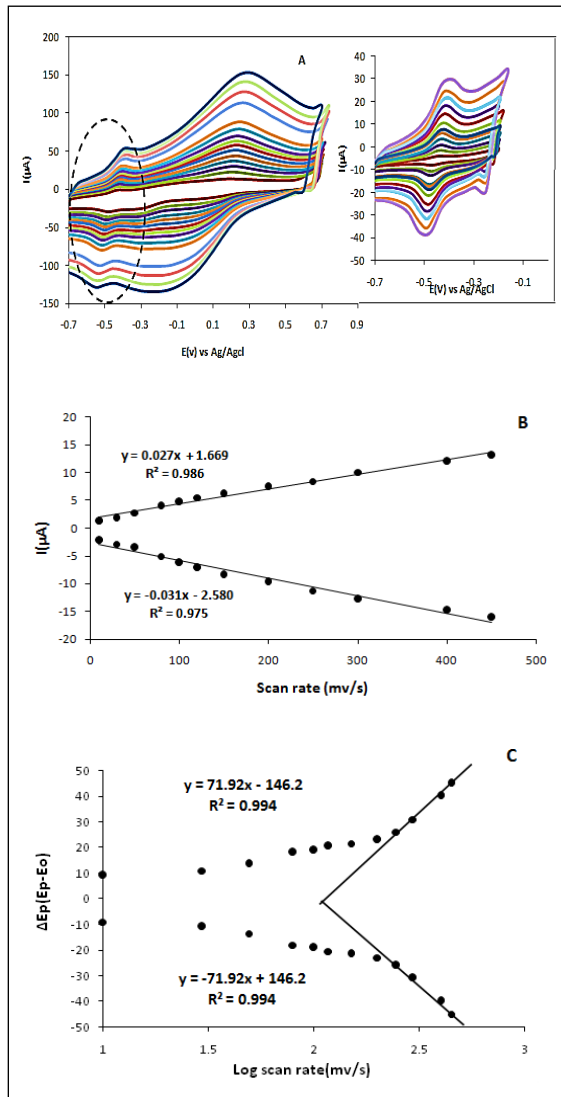 A
200
150
100
50
0
-50
-100
-150
I(µA)
-0.7 -0.5 -0.3 -0.1 0.1 0.3 0.5 0.7 0.9
E(v) vs Ag/Agcl
40
30
20
10
0
-10
-20
-30
-40
-50
I(µA)
-0.7 -0.5 -0.3 -0.1
E(V) vs Ag/AgCl
B
20
15
10
5
0
-5
-10
-15
-20
I(µA)
y = 0.027x + 1.669
R² = 0.986
y = -0.031x - 2.580
R² = 0.975
0 100 200 300 400 500
Scan rate (mv/s)
C
50
40
30
20
10
0
-10
-20
-30
-40
-50
ΔEp(Ep-Eo)
y = 71.92x - 146.2
R² = 0.994
y = -71.92x + 146.2
R² = 0.994
1 1.5 2 2.5 3
Log scan rate(mv/s)